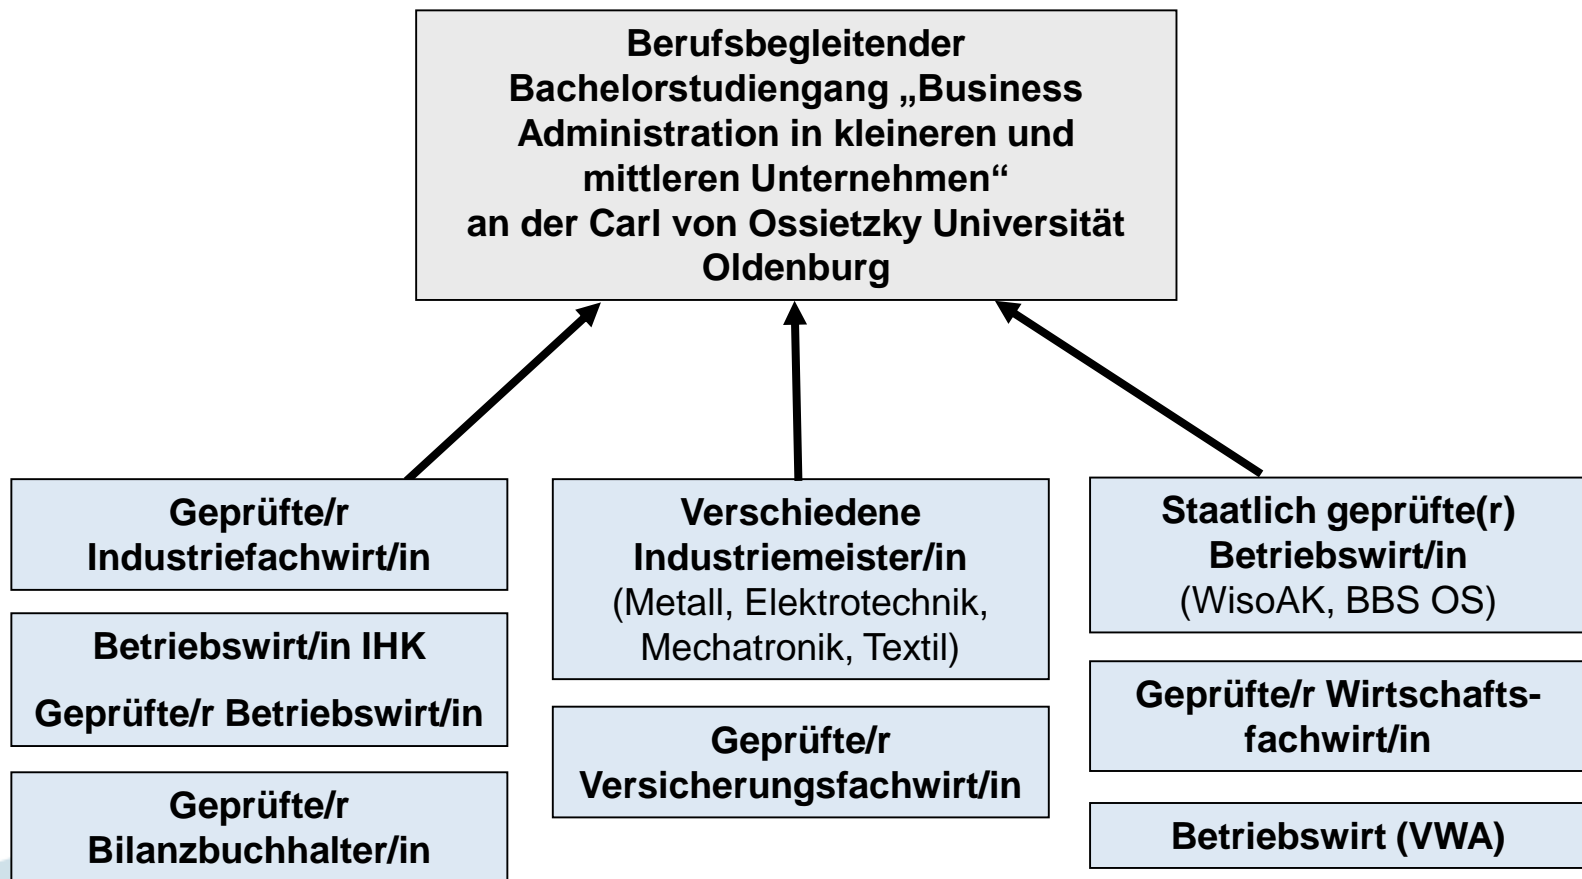 Berufsbegleitender
Bachelorstudiengang „Business
Administration in kleineren und
mittleren Unternehmen“
an der Carl von Ossietzky Universität
Oldenburg
Geprüfte/r
Industriefachwirt/in
Betriebswirt/in IHK
Geprüfte/r Betriebswirt/in
Geprüfte/r
Bilanzbuchhalter/in
Verschiedene
Industriemeister/in
(Metall, Elektrotechnik,
Mechatronik, Textil)
Geprüfte/r
Versicherungsfachwirt/in
Staatlich geprüfte(r)
Betriebswirt/in
(WisoAK, BBS OS)
Geprüfte/r Wirtschafts-
fachwirt/in
Betriebswirt (VWA)